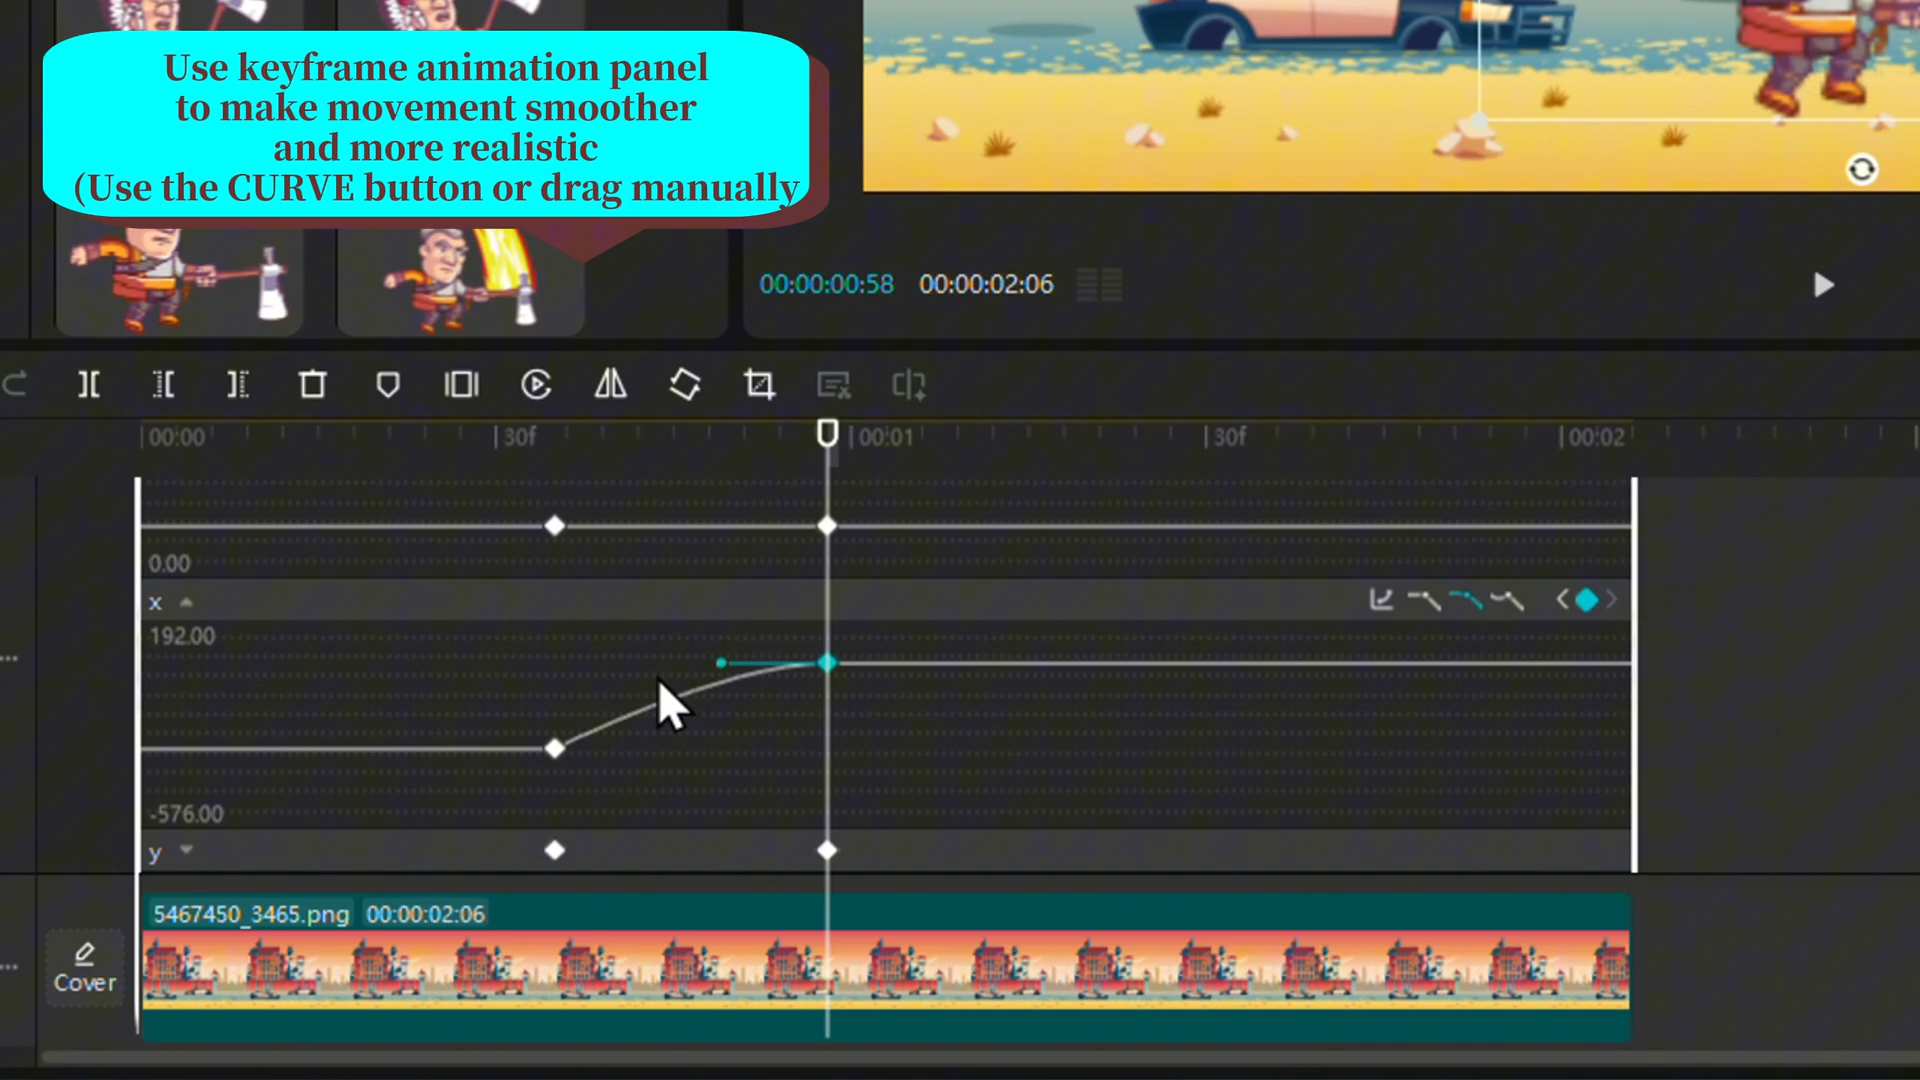 Use keyframe animation panel
to make movement smoother
and more realistic
(Use the CURVE button or drag manually
00:00:00:58 00:00:02:06
00:00 30f 00:01 30f 00:02
0.00
x
192.00
-576.00
y
5467450_3465.png 00:00:02:06
Cover